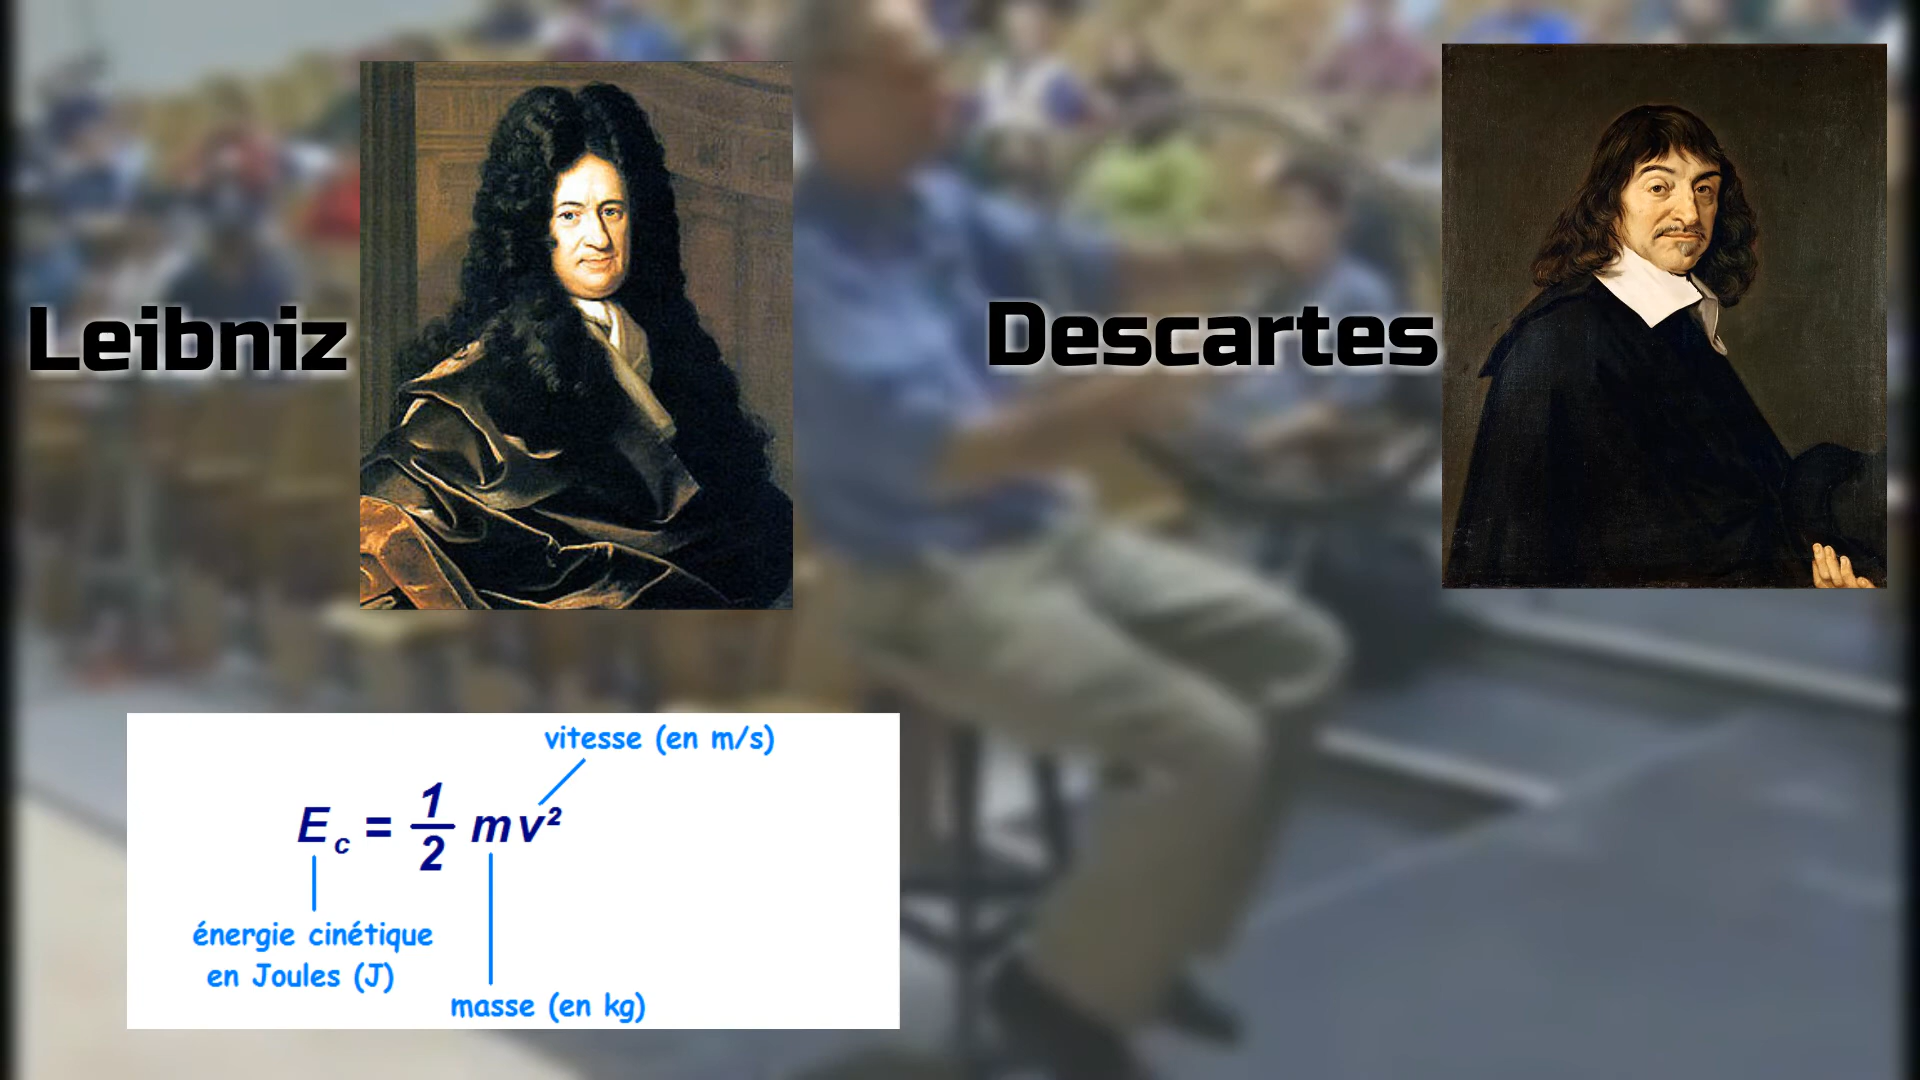 Leibniz
Descartes
vitesse (en m/s)
E c = 1/2 mv²
énergie cinétique
en Joules (J)
masse (en kg)